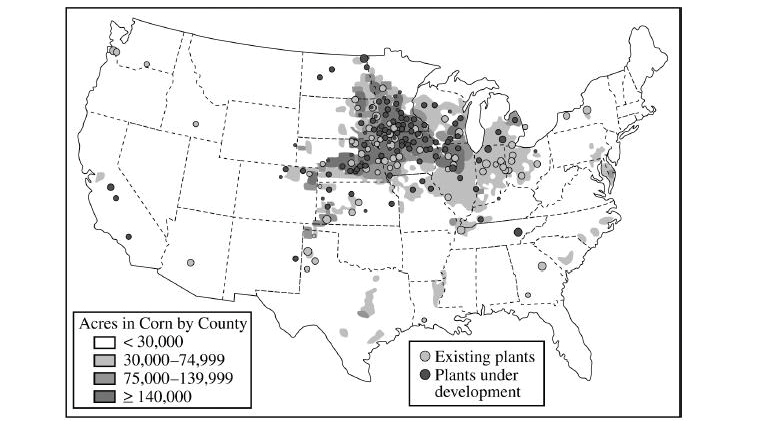 Acres in Corn by County
< 30,000
30,000–74,999
75,000–139,999
≥ 140,000
Existing plants
Plants under
development